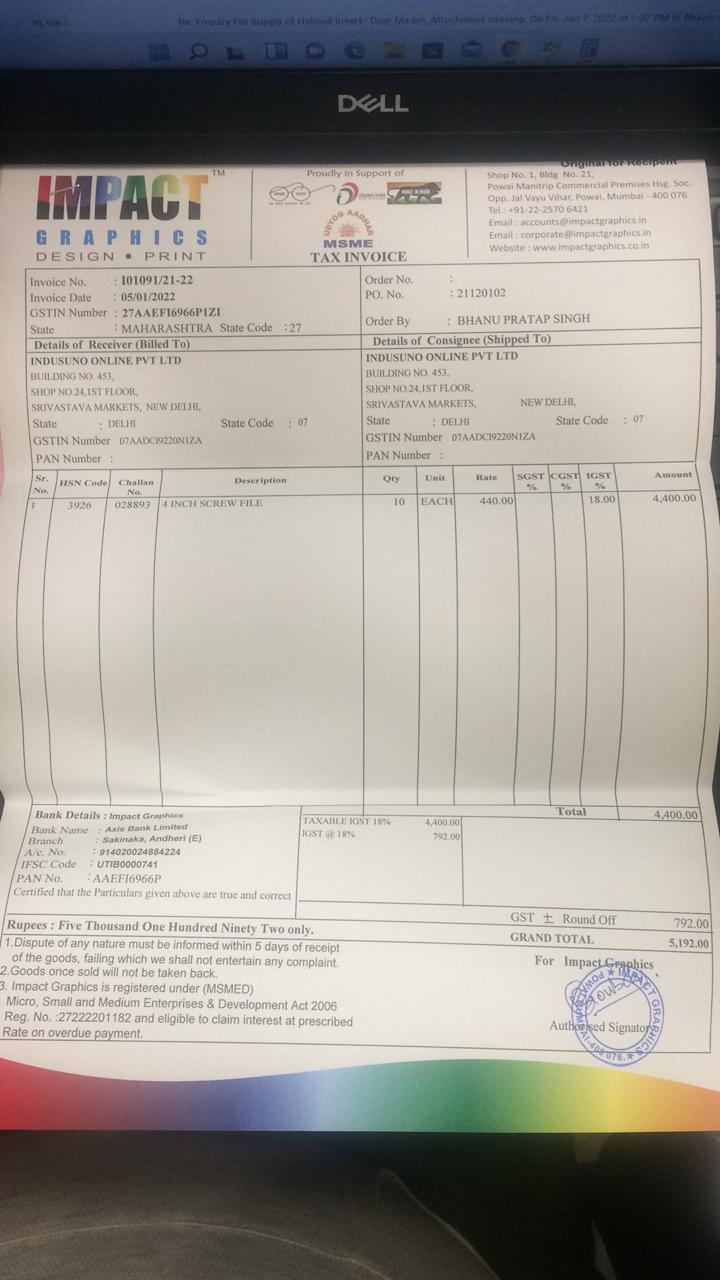 Re: Enquiry For Supply of Helicoil Insert - Dear Ma'am, Attachment missing. On Fri, Jan 7, 2022 at 1:37 PM
DELL
Original for Recipent
IMPACT TM
GRAPHICS
DESIGN • PRINT
Proudly in Support of
Digital India
MAKE IN INDIA
UDYOG AADHAR
MSME
TAX INVOICE
Shop No. 1, Bldg No. 21,
Powai Manitrip Commercial Premises Hsg. Soc.
Opp. Jal Vayu Vihar, Powai, Mumbai - 400 076
Tel.: +91-22-2570 6421
Email : accounts@impactgraphics.in
Email : corporate@impactgraphics.in
Website : www.impactgraphics.co.in
Invoice No. : I01091/21-22
Invoice Date : 05/01/2022
GSTIN Number : 27AAEFI6966P1ZI
State : MAHARASHTRA State Code : 27
Order No. :
PO. No. : 21120102
Order By : BHANU PRATAP SINGH
Details of Receiver (Billed To)
INDUSUNO ONLINE PVT LTD
BUILDING NO. 453,
SHOP NO.24,1ST FLOOR,
SRIVASTAVA MARKETS, NEW DELHI,
State : DELHI State Code : 07
GSTIN Number 07AADCI9220N1ZA
PAN Number :
Details of Consignee (Shipped To)
INDUSUNO ONLINE PVT LTD
BUILDING NO. 453,
SHOP NO.24,1ST FLOOR,
SRIVASTAVA MARKETS, NEW DELHI,
State : DELHI State Code : 07
GSTIN Number 07AADCI9220N1ZA
PAN Number :
Sr. No. HSN Code Challan No. Description Qty Unit Rate SGST % CGST % IGST % Amount
1 3926 028893 4 INCH SCREW FILE 10 EACH 440.00 18.00 4,400.00
Total 4,400.00
Bank Details : Impact Graphics
Bank Name : Axis Bank Limited
Branch : Sakinaka, Andheri (E)
A/c. No. : 914020024884224
IFSC Code : UTIB0000741
PAN No. : AAEFI6966P
Certified that the Particulars given above are true and correct
TAXABLE IGST 18% 4,400.00
IGST @ 18% 792.00
GST ± Round Off 792.00
Rupees : Five Thousand One Hundred Ninety Two only.
GRAND TOTAL 5,192.00
1.Dispute of any nature must be informed within 5 days of receipt
of the goods, failing which we shall not entertain any complaint.
2.Goods once sold will not be taken back.
3. Impact Graphics is registered under (MSMED)
Micro, Small and Medium Enterprises & Development Act 2006
Reg. No. :27222201182 and eligible to claim interest at prescribed
Rate on overdue payment.
For Impact Graphics
IMPACT GRAPHICS ★ MUMBAI-400 076. ★ POWAI
Authorised Signatory